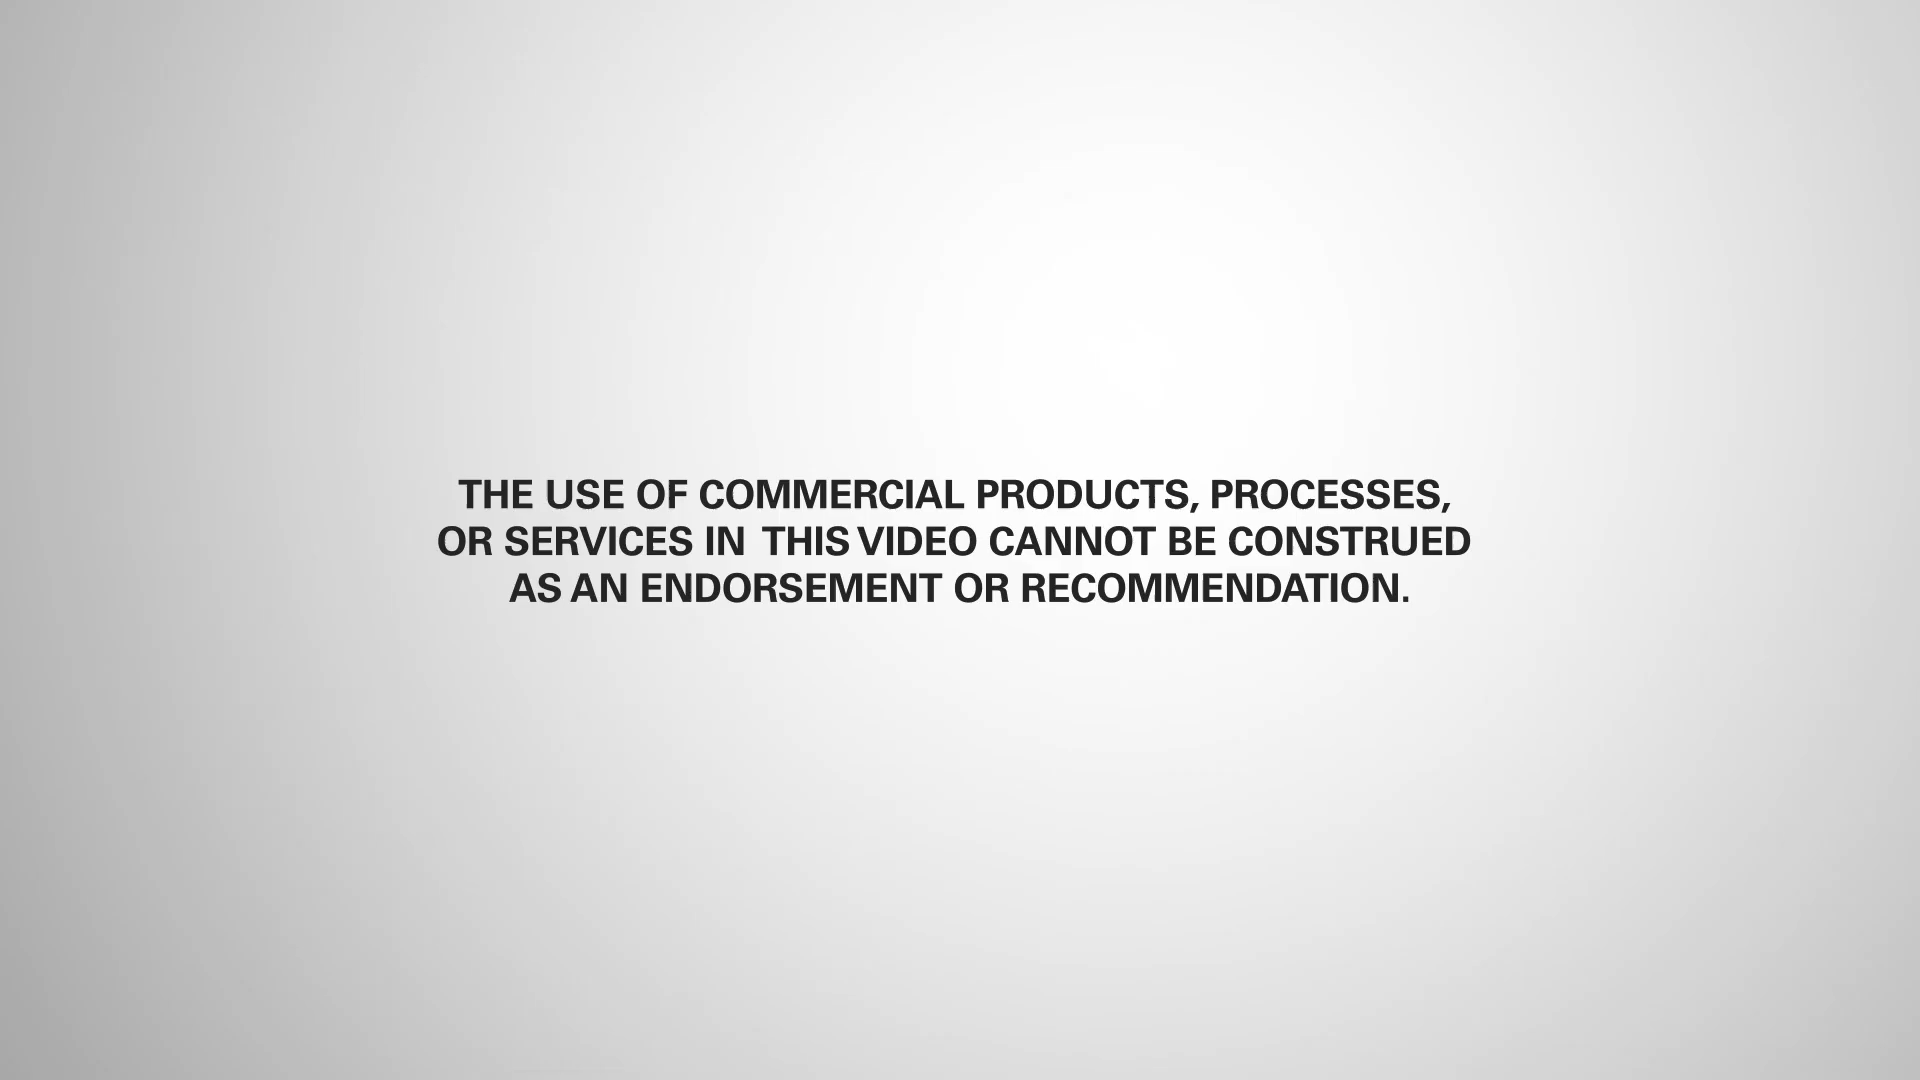 THE USE OF COMMERCIAL PRODUCTS, PROCESSES,
OR SERVICES IN THIS VIDEO CANNOT BE CONSTRUED
AS AN ENDORSEMENT OR RECOMMENDATION.